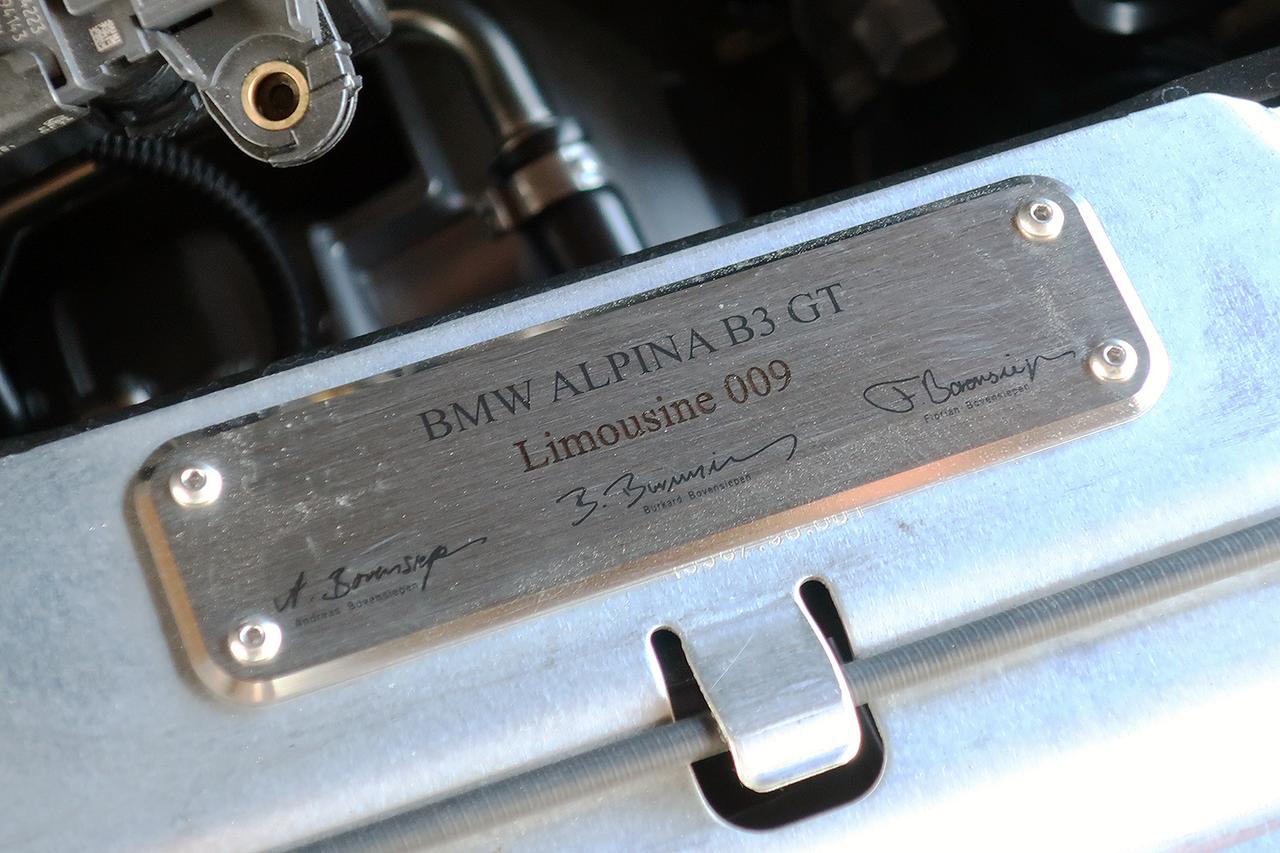 BMW ALPINA B3 GT
Limousine 009
F Bovensiepen
Florian Bovensiepen
B. Bovensiepen
Burkard Bovensiepen
A. Bovensiepen
Andreas Bovensiepen